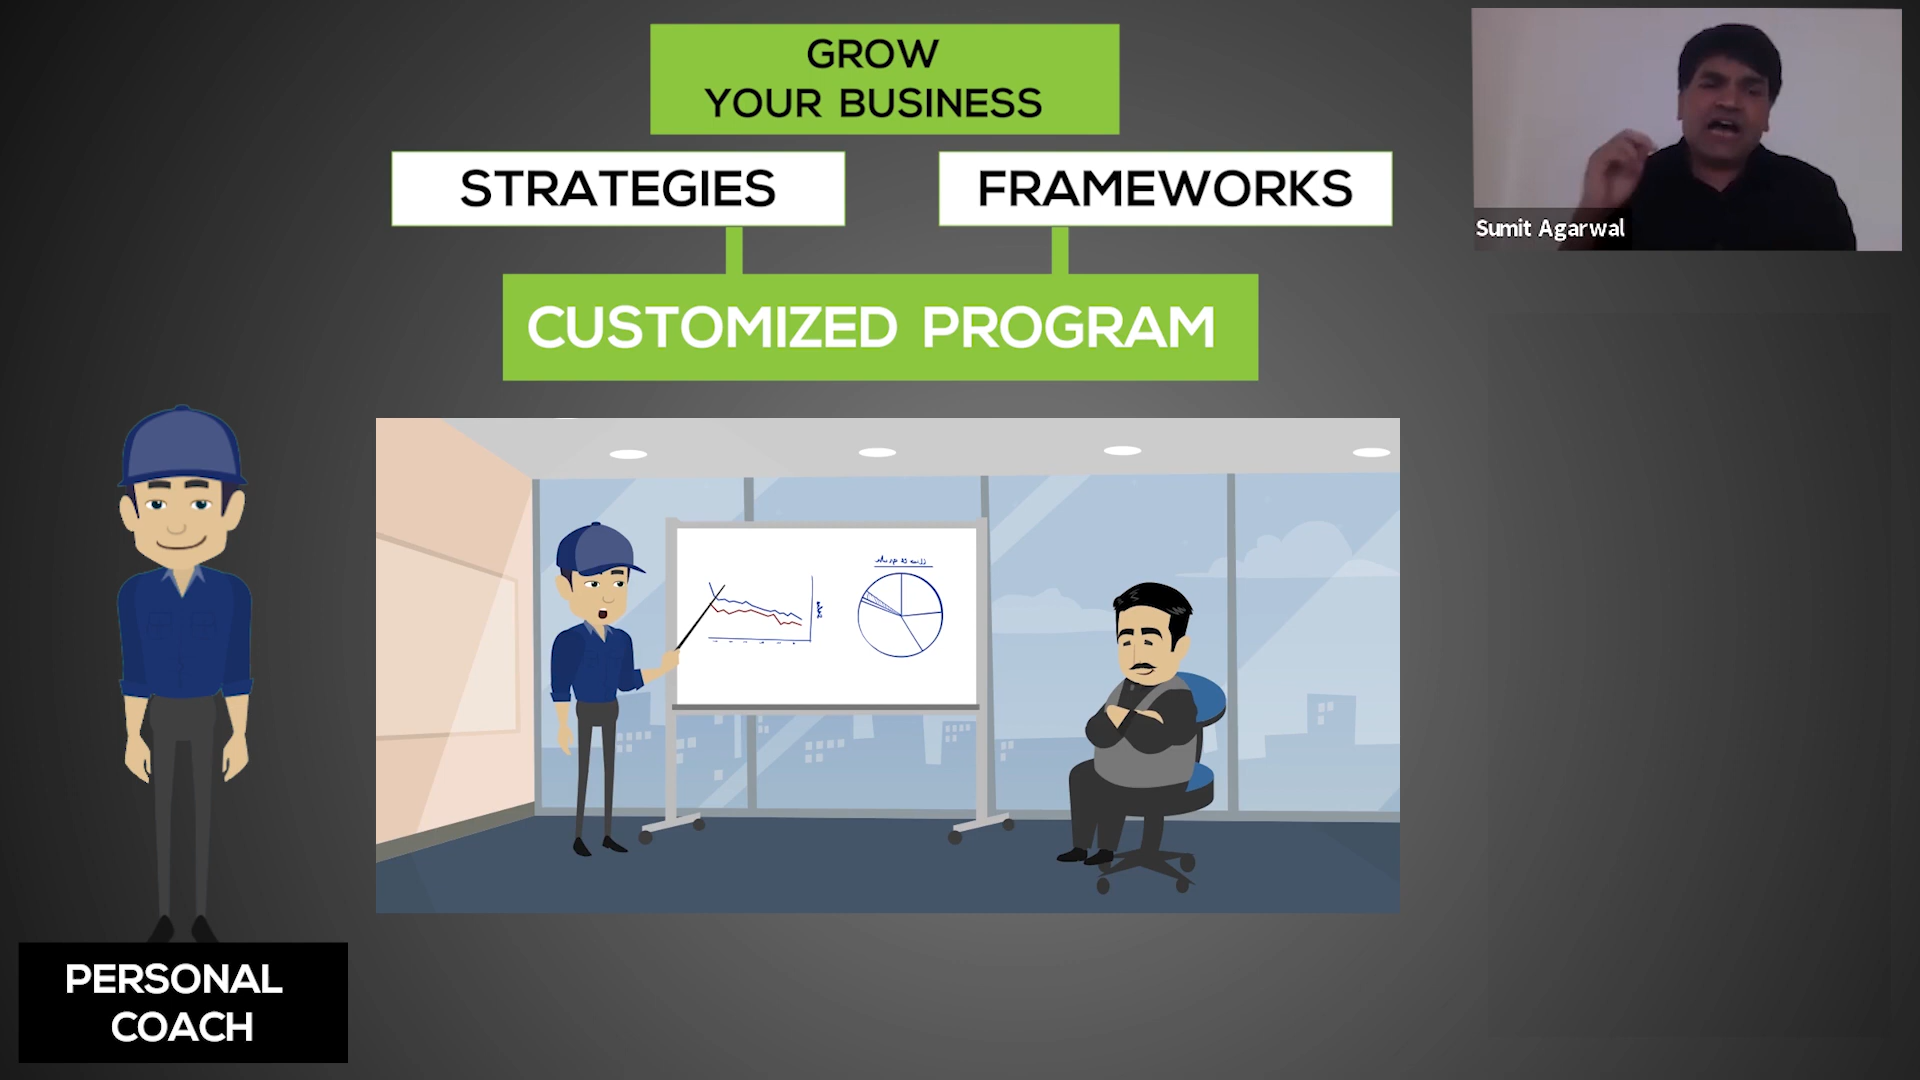 GROW
YOUR BUSINESS
STRATEGIES
FRAMEWORKS
CUSTOMIZED PROGRAM
Sumit Agarwal
PERSONAL
COACH